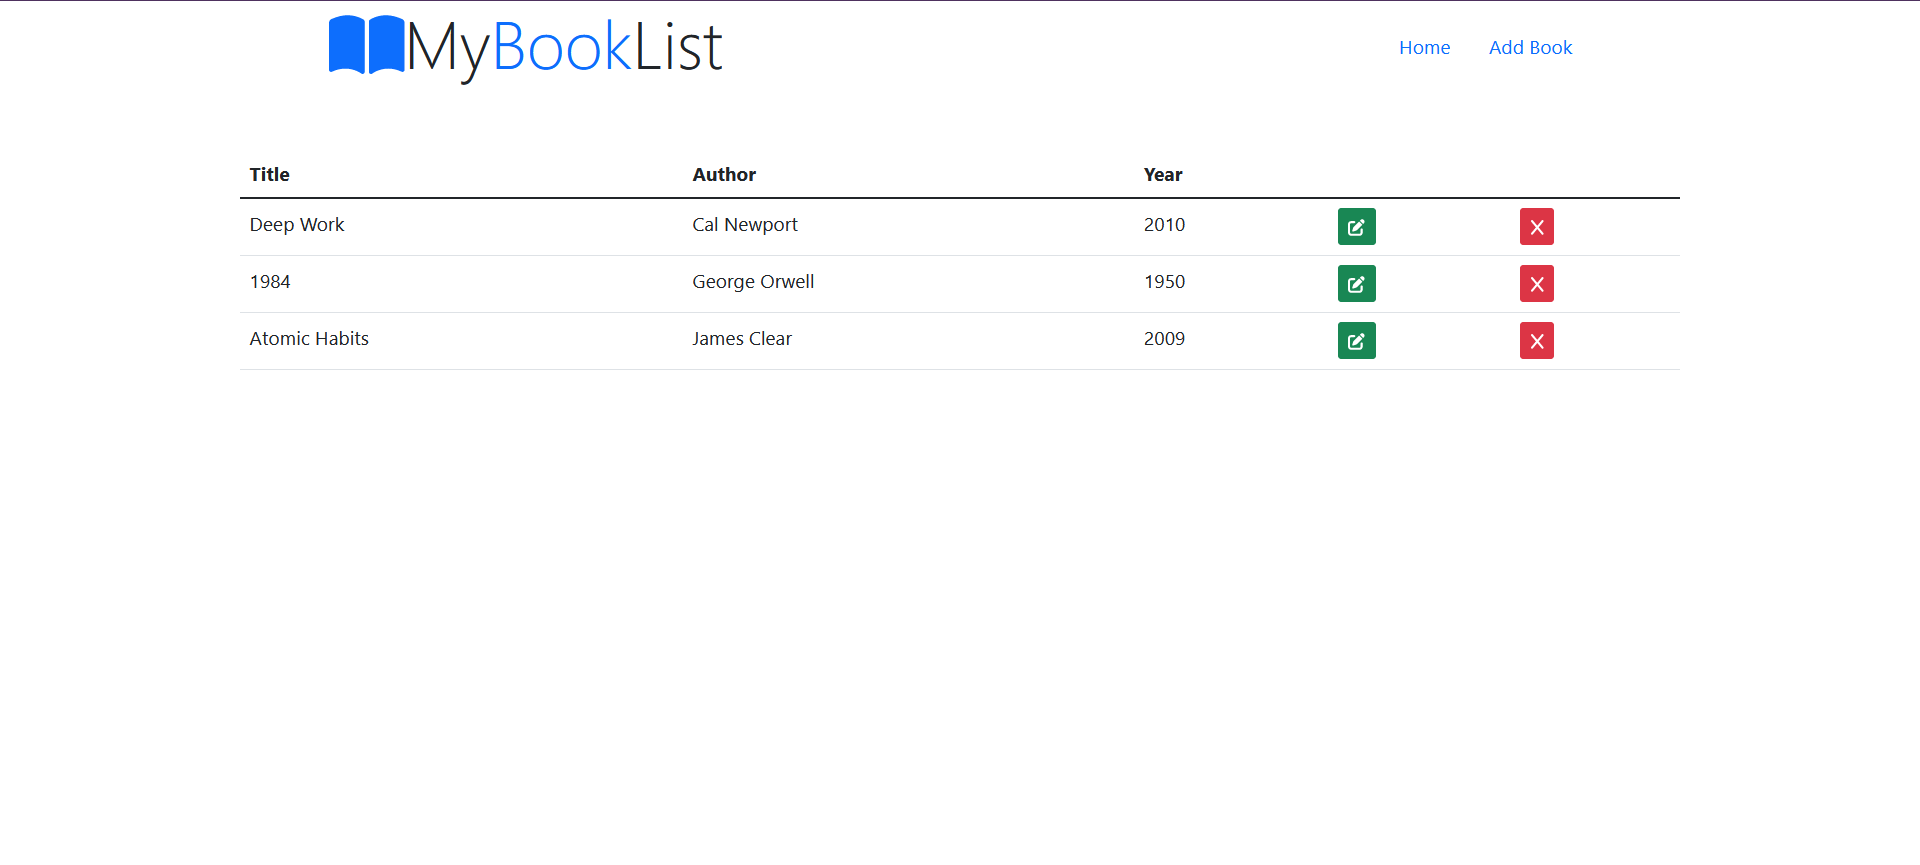 MyBookList
Home Add Book
Title Author Year
Deep Work Cal Newport 2010
1984 George Orwell 1950
Atomic Habits James Clear 2009